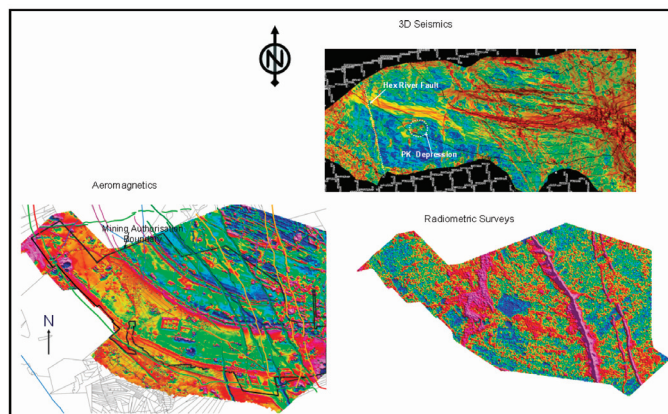 3D Seismics
N
Hex River Fault
PK Depression
Aeromagnetics
Mining Authorisation
Boundary
N
Radiometric Surveys